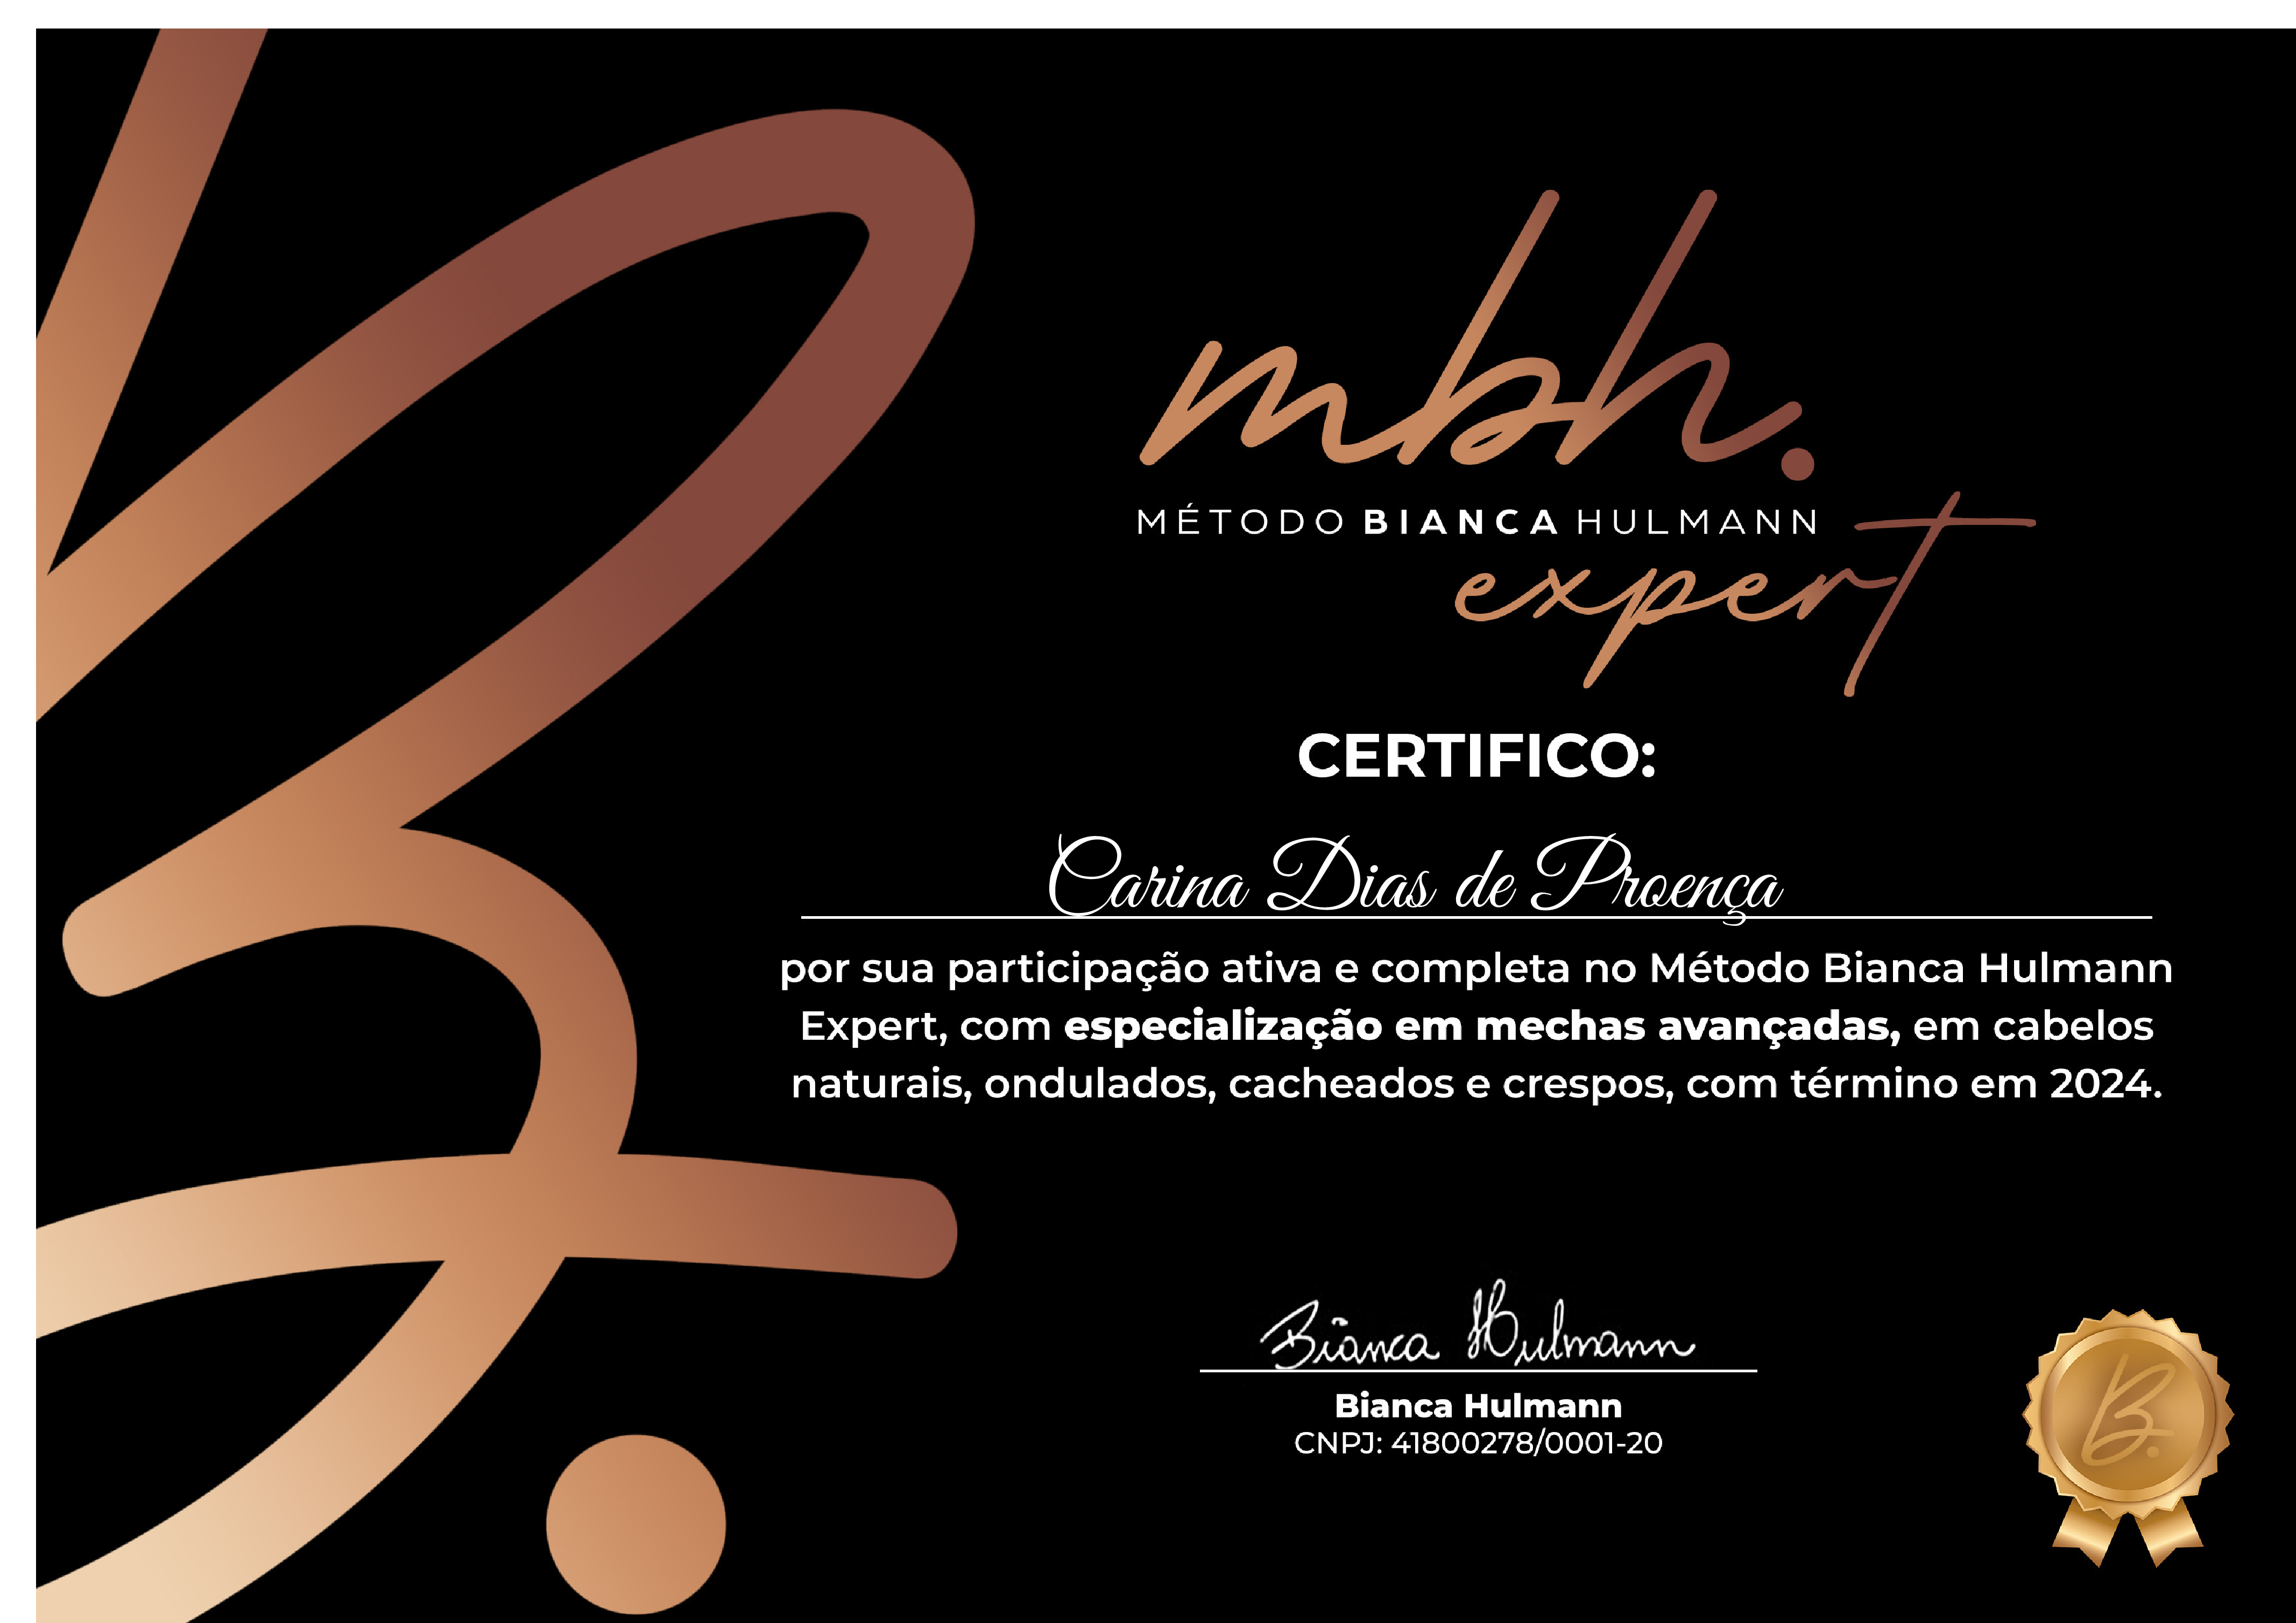 mbh.
MÉTODO BIANCA HULMANN
expert
CERTIFICO:
Carina Dias de Proença
por sua participação ativa e completa no Método Bianca Hulmann
Expert, com especialização em mechas avançadas, em cabelos
naturais, ondulados, cacheados e crespos, com término em 2024.
Bianca Hulmann
Bianca Hulmann
CNPJ: 41800278/0001-20
B.